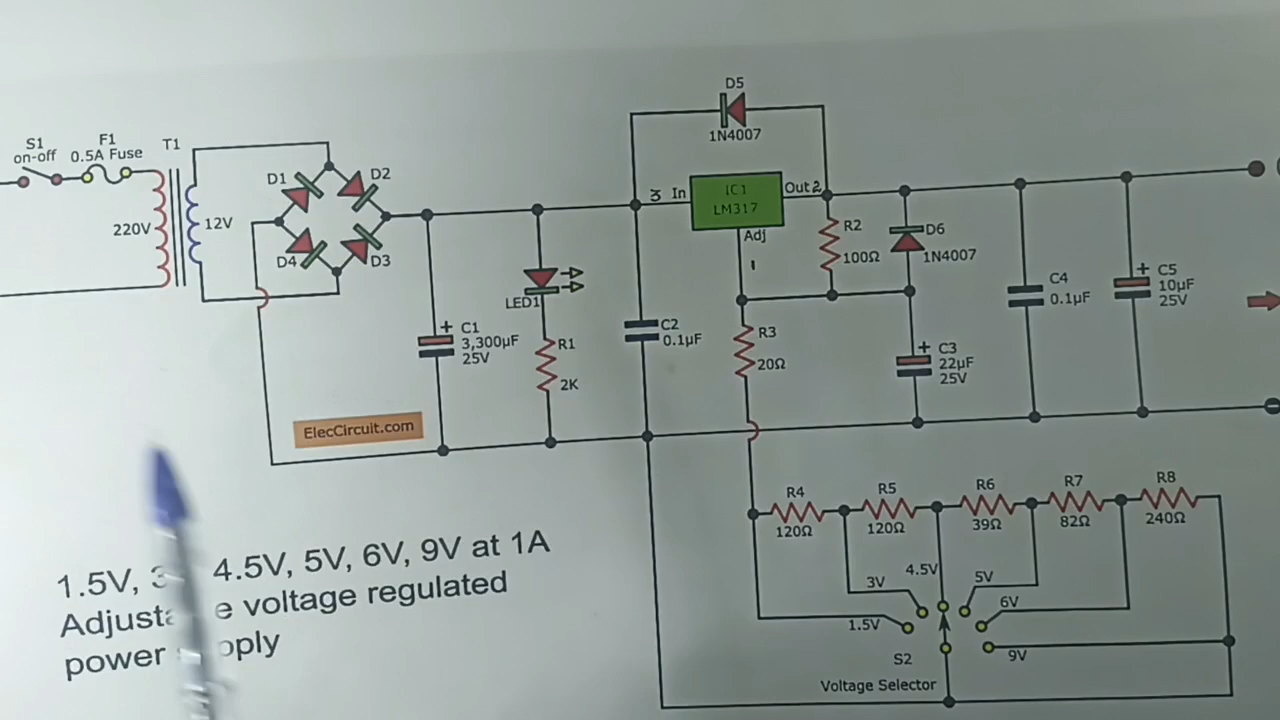 S1
on-off
F1
0.5A Fuse
T1
220V
12V
D1
D2
D4
D3
C1
3,300µF
25V
LED1
R1
2K
C2
0.1µF
D5
1N4007
3 In
IC1
LM317
Out 2
Adj
1
R2
100Ω
D6
1N4007
R3
20Ω
C3
22µF
25V
C4
0.1µF
C5
10µF
25V
ElecCircuit.com
R4
120Ω
R5
120Ω
R6
39Ω
R7
82Ω
R8
240Ω
1.5V
3V
4.5V
5V
6V
9V
S2
Voltage Selector
1.5V, 4.5V, 5V, 6V, 9V at 1A
voltage regulated
power